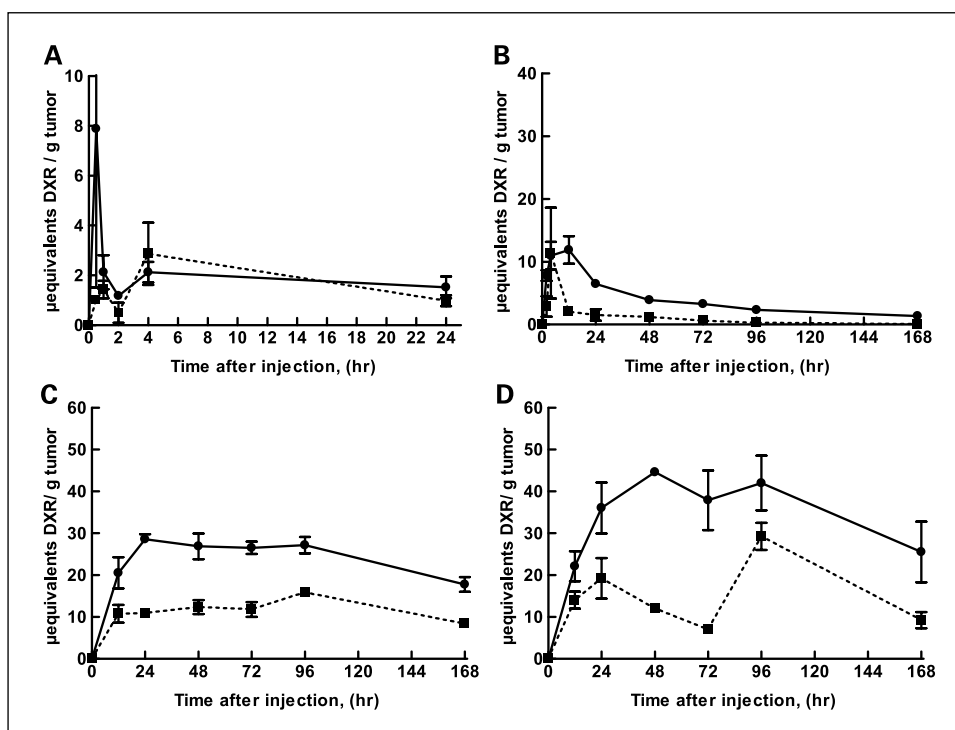 A
µequivalents DXR / g tumor
10
8
6
4
2
0
0 2 4 6 8 10 12 14 16 18 20 22 24
Time after injection, (hr)
B
µequivalents DXR / g tumor
40
30
20
10
0
0 24 48 72 96 120 144 168
Time after injection, (hr)
C
µequivalents DXR/ g tumor
60
50
40
30
20
10
0
0 24 48 72 96 120 144 168
Time after injection, (hr)
D
µequivalents DXR/ g tumor
60
50
40
30
20
10
0
0 24 48 72 96 120 144 168
Time after injection, (hr)